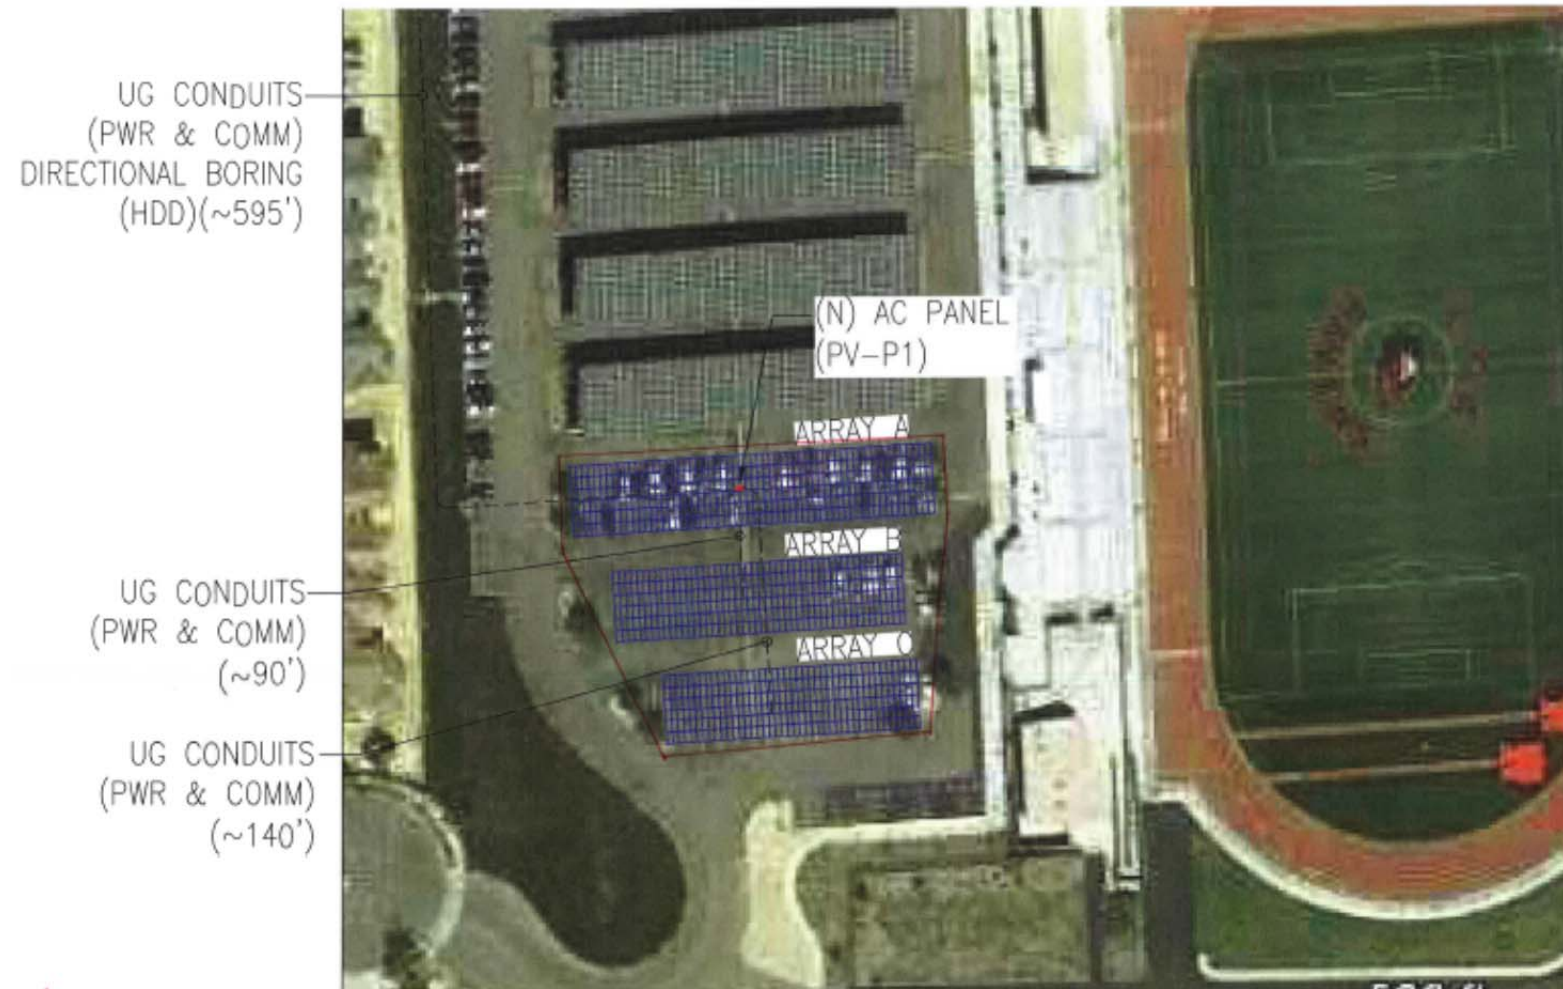 UG CONDUITS
(PWR & COMM)
DIRECTIONAL BORING
(HDD)(~595')
(N) AC PANEL
(PV-P1)
ARRAY A
ARRAY B
UG CONDUITS
(PWR & COMM)
(~90')
ARRAY C
UG CONDUITS
(PWR & COMM)
(~140')